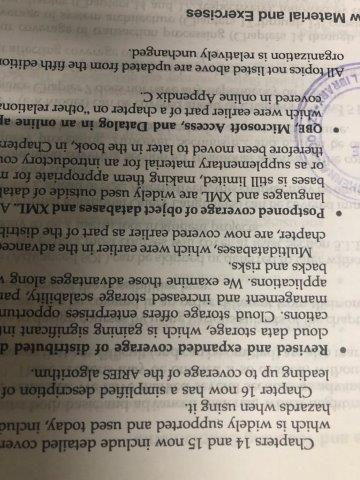 Chapters 14 and 15 now include detailed cover
which is widely supported and used today, includ
hazards when using it.
Chapter 16 now has a simplified description of
leading up to coverage of the ARIES algorithm.
• Revised and expanded coverage of distributed d
cloud data storage, which is gaining significant in
cations. Cloud storage offers enterprises opportun
management and increased storage scalability, par
applications. We examine those advantages along w
backs and risks.
Multidatabases, which were earlier in the advance
chapter, are now covered earlier as part of the distrib
• Postponed coverage of object databases and XML. A
languages and XML are widely used outside of datab
bases is still limited, making them appropriate for m
or as supplementary material for an introductory cou
therefore been moved to later in the book, in Chapter
• QBE, Microsoft Access, and Datalog in an online ap
which were earlier part of a chapter on "other relationa
covered in online Appendix C.
All topics not listed above are updated from the fifth edition
organization is relatively unchanged.
w Material and Exercises